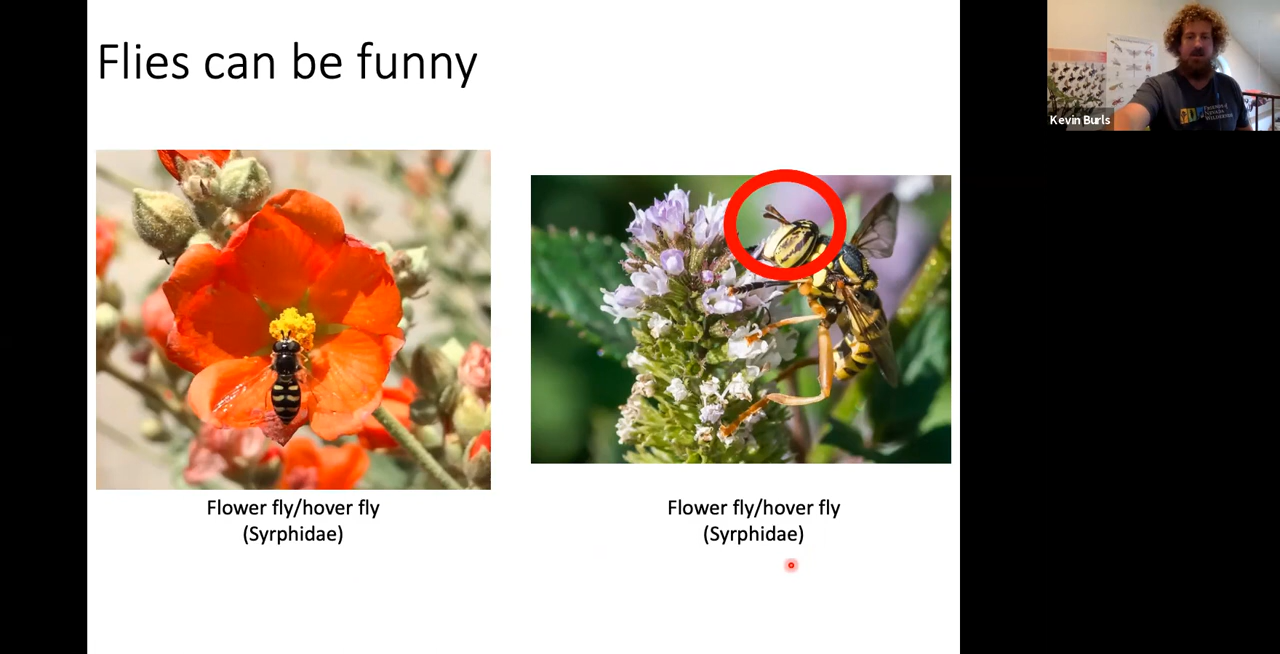 Flies can be funny
Kevin Burls
Flower fly/hover fly
(Syrphidae)
Flower fly/hover fly
(Syrphidae)